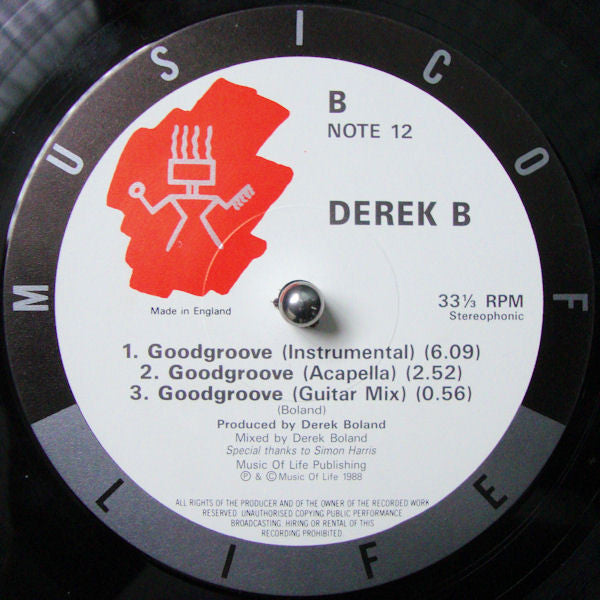 MUSIC OF LIFE
B
NOTE 12
DEREK B
Made in England
33⅓ RPM
Stereophonic
1. Goodgroove (Instrumental) (6.09)
2. Goodgroove (Acapella) (2.52)
3. Goodgroove (Guitar Mix) (0.56)
(Boland)
Produced by Derek Boland
Mixed by Derek Boland
Special thanks to Simon Harris
Music Of Life Publishing
℗ & © Music Of Life 1988
ALL RIGHTS OF THE PRODUCER AND OF THE OWNER OF THE RECORDED WORK
RESERVED. UNAUTHORISED COPYING PUBLIC PERFORMANCE
BROADCASTING. HIRING OR RENTAL OF THIS
RECORDING PROHIBITED.